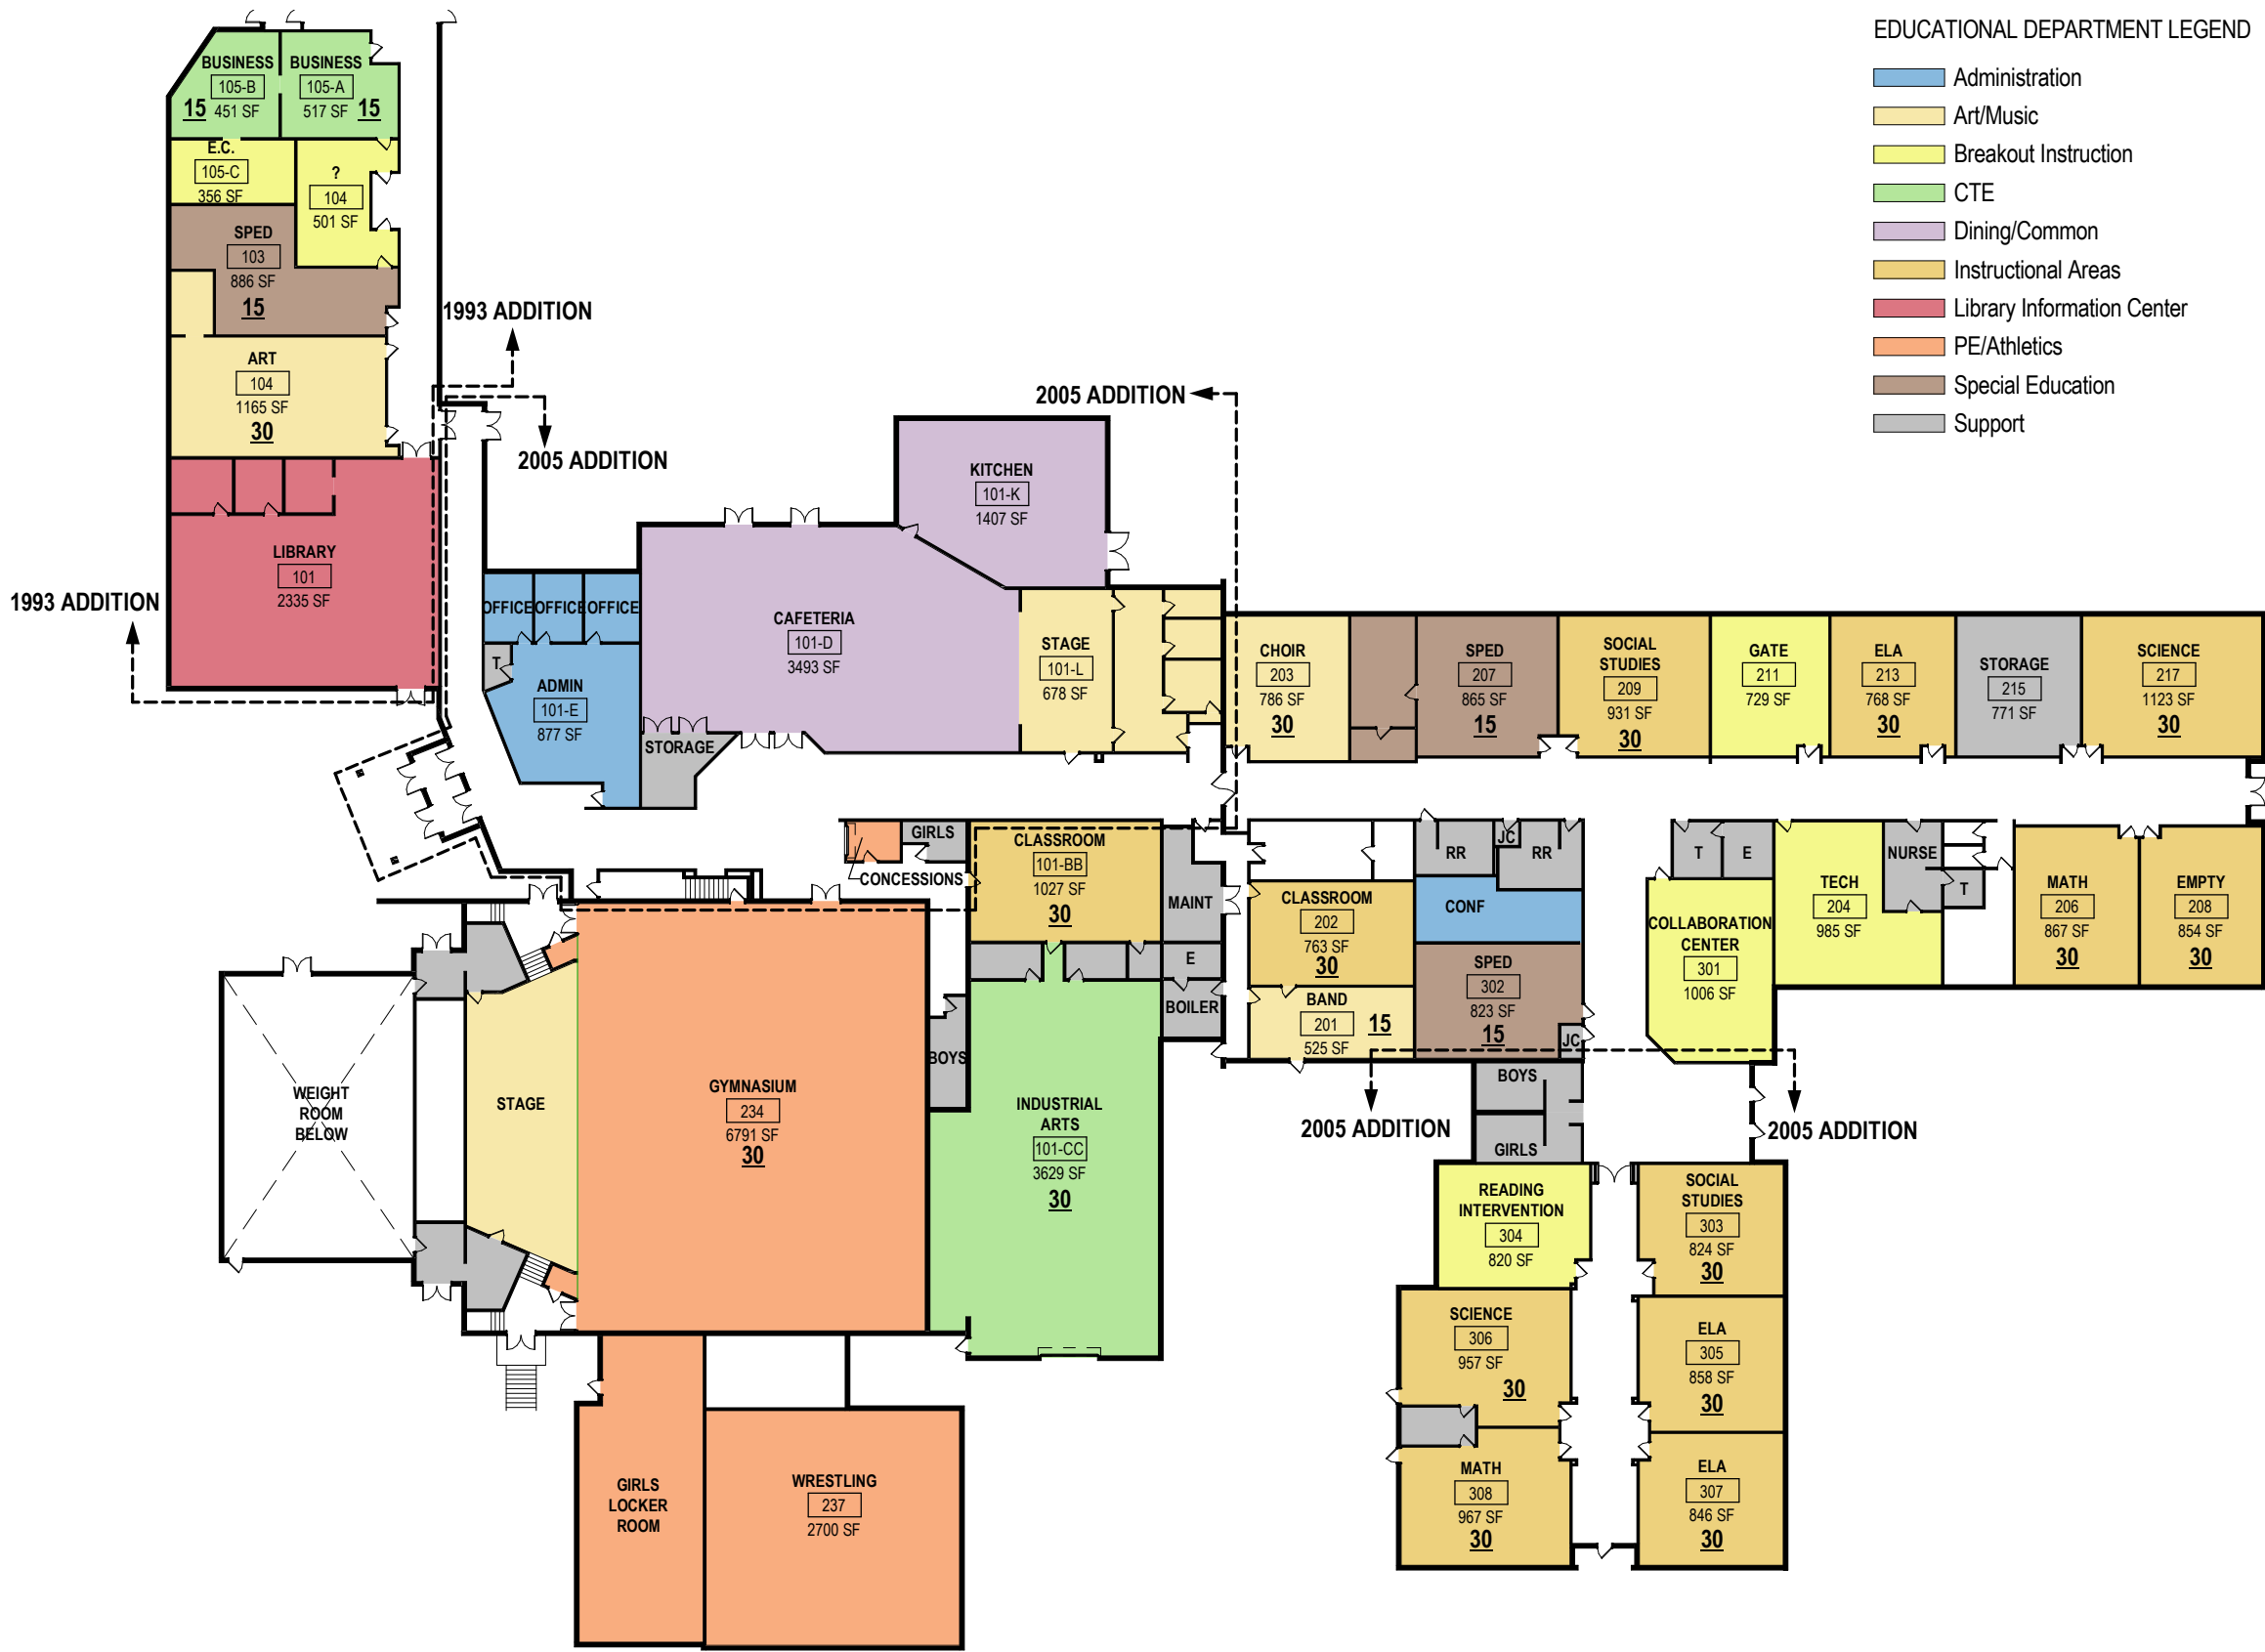 EDUCATIONAL DEPARTMENT LEGEND
Administration
Art/Music
Breakout Instruction
CTE
Dining/Common
Instructional Areas
Library Information Center
PE/Athletics
Special Education
Support
BUSINESS
105-B
15 451 SF
BUSINESS
105-A
517 SF 15
E.C.
105-C
356 SF
?
104
501 SF
SPED
103
886 SF
15
ART
104
1165 SF
30
1993 ADDITION
2005 ADDITION
2005 ADDITION
LIBRARY
101
2335 SF
1993 ADDITION
KITCHEN
101-K
1407 SF
OFFICE
OFFICE
OFFICE
T
ADMIN
101-E
877 SF
CAFETERIA
101-D
3493 SF
STORAGE
STAGE
101-L
678 SF
CHOIR
203
786 SF
30
SPED
207
865 SF
15
SOCIAL
STUDIES
209
931 SF
30
GATE
211
729 SF
ELA
213
768 SF
30
STORAGE
215
771 SF
SCIENCE
217
1123 SF
30
GIRLS
CONCESSIONS
CLASSROOM
101-BB
1027 SF
30
MAINT
E
BOILER
CLASSROOM
202
763 SF
30
BAND
201
525 SF
15
RR
JC
RR
CONF
SPED
302
823 SF
15
JC
T
E
COLLABORATION
CENTER
301
1006 SF
TECH
204
985 SF
NURSE
T
MATH
206
867 SF
30
EMPTY
208
854 SF
30
WEIGHT
ROOM
BELOW
STAGE
GYMNASIUM
234
6791 SF
30
BOYS
INDUSTRIAL
ARTS
101-CC
3629 SF
30
BOYS
GIRLS
2005 ADDITION
2005 ADDITION
READING
INTERVENTION
304
820 SF
SOCIAL
STUDIES
303
824 SF
30
SCIENCE
306
957 SF
30
ELA
305
858 SF
30
MATH
308
967 SF
30
ELA
307
846 SF
30
GIRLS
LOCKER
ROOM
WRESTLING
237
2700 SF